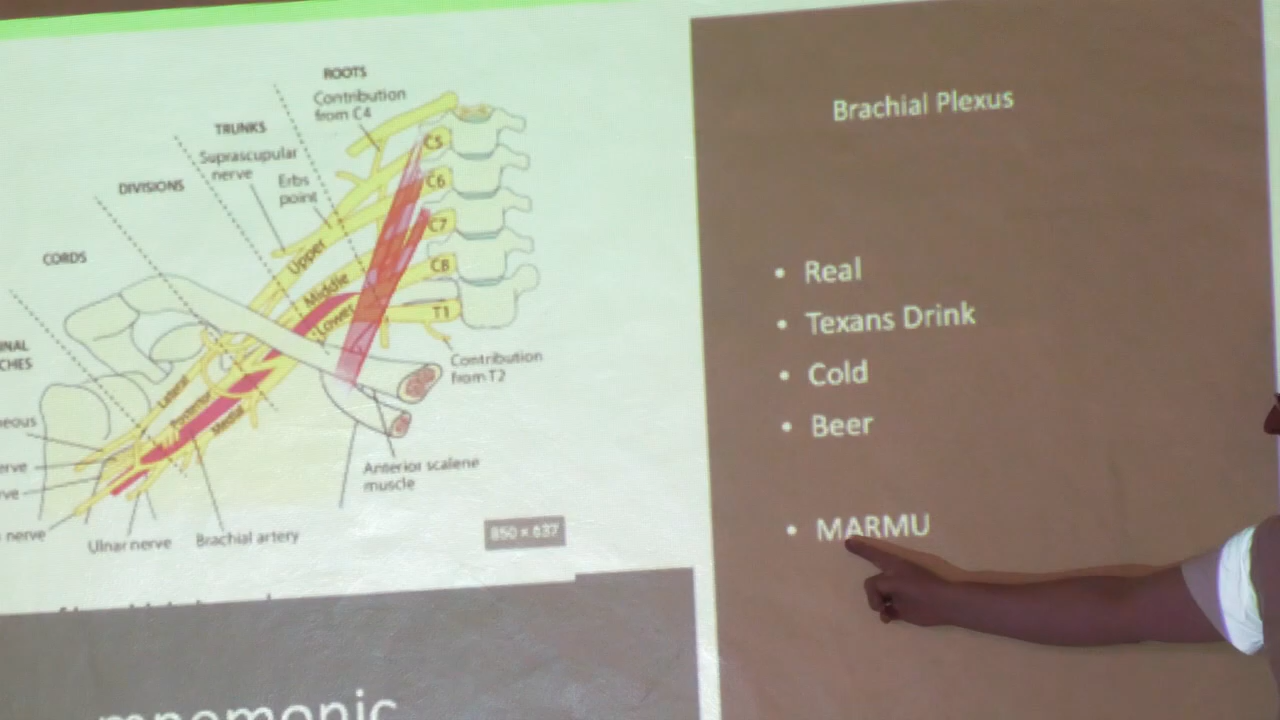 ROOTS
Contribution
from C4
TRUNKS
Suprascupular
nerve
Erbs
point
DIVISIONS
CORDS
C5
C6
C7
C8
T1
Upper
Middle
Lower
Contribution
from T2
Lateral
Posterior
Medial
Anterior scalene
muscle
nerve
Ulnar nerve
Brachial artery
850 × 637
mnemonic
Brachial Plexus
• Real
• Texans Drink
• Cold
• Beer
• MARMU